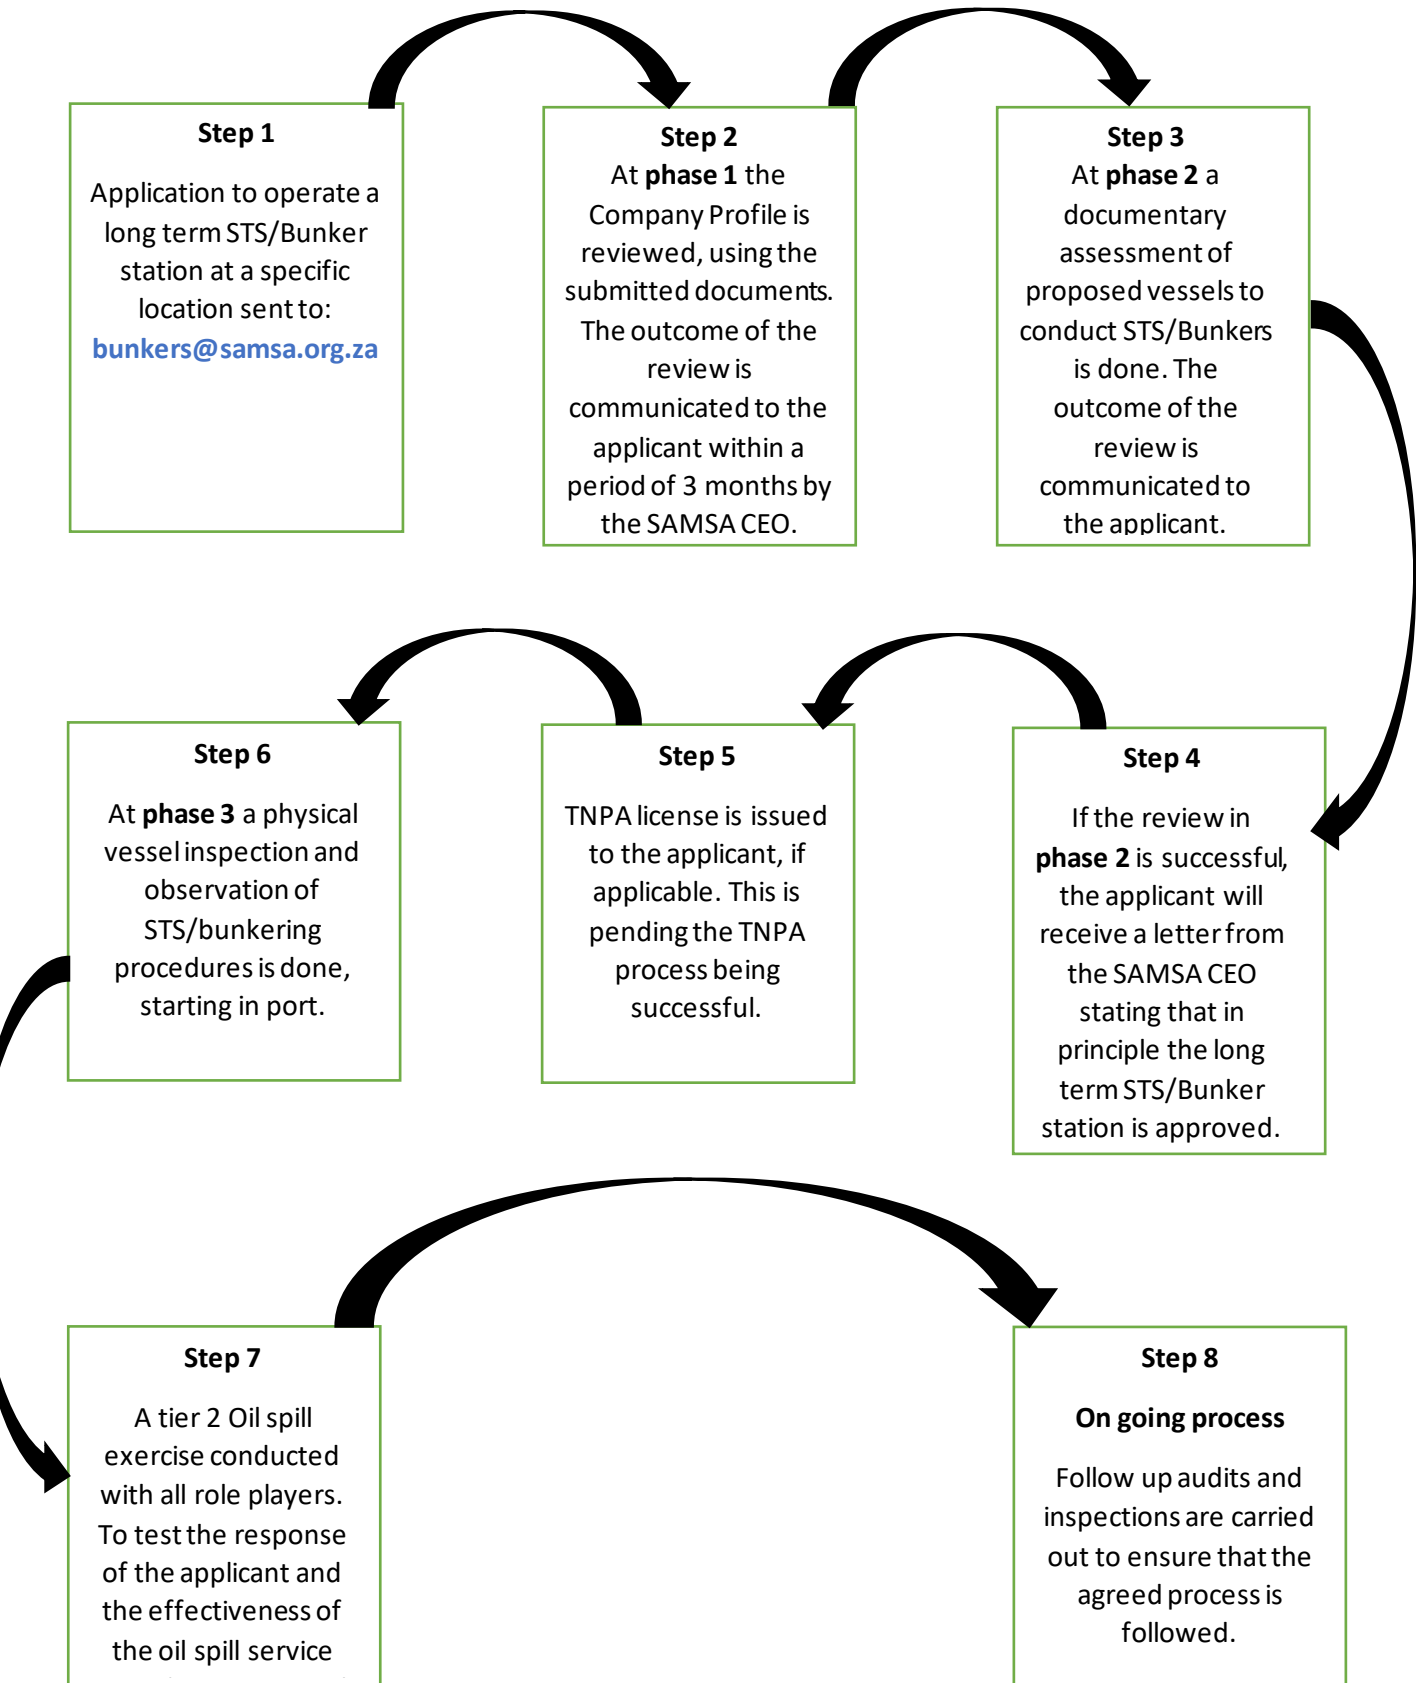 Step 1
Application to operate a
long term STS/Bunker
station at a specific
location sent to:
bunkers@samsa.org.za
Step 2
At phase 1 the
Company Profile is
reviewed, using the
submitted documents.
The outcome of the
review is
communicated to the
applicant within a
period of 3 months by
the SAMSA CEO.
Step 3
At phase 2 a
documentary
assessment of
proposed vessels to
conduct STS/Bunkers
is done. The
outcome of the
review is
communicated to
the applicant.
Step 4
If the review in
phase 2 is successful,
the applicant will
receive a letter from
the SAMSA CEO
stating that in
principle the long
term STS/Bunker
station is approved.
Step 5
TNPA license is issued
to the applicant, if
applicable. This is
pending the TNPA
process being
successful.
Step 6
At phase 3 a physical
vessel inspection and
observation of
STS/bunkering
procedures is done,
starting in port.
Step 7
A tier 2 Oil spill
exercise conducted
with all role players.
To test the response
of the applicant and
the effectiveness of
the oil spill service
Step 8
On going process
Follow up audits and
inspections are carried
out to ensure that the
agreed process is
followed.